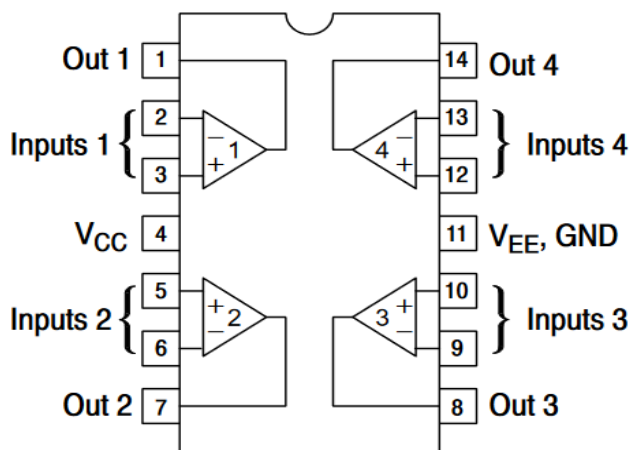 Out 1 1 14 Out 4
2 13
Inputs 1 { − 1 4 − } Inputs 4
+ +
3 12
VCC 4 11 VEE, GND
5 10
Inputs 2 { + 2 3 + } Inputs 3
− −
6 9
Out 2 7 8 Out 3